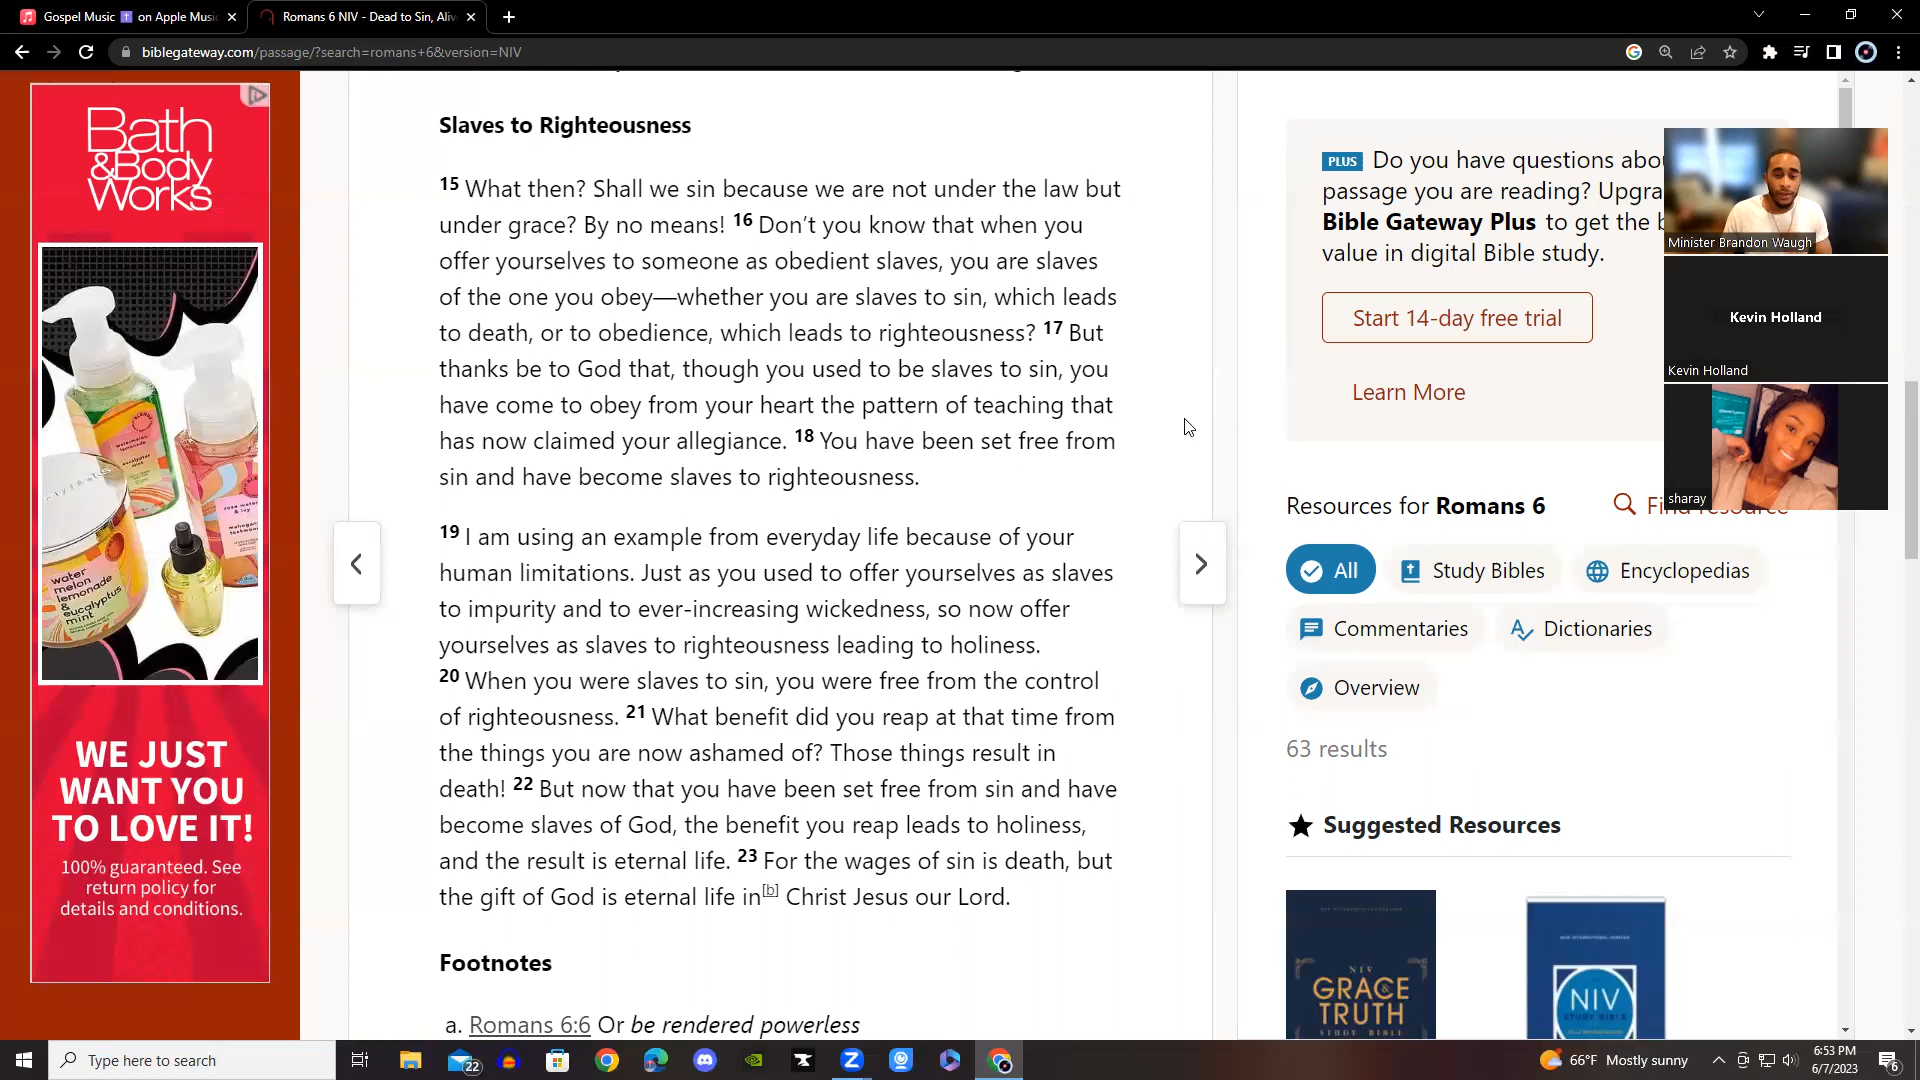 Gospel Music ✝ on Apple Music
Romans 6 NIV - Dead to Sin, Aliv
biblegateway.com/passage/?search=romans+6&version=NIV
Bath
&Body
Works
WE JUST
WANT YOU
TO LOVE IT!
100% guaranteed. See
return policy for
details and conditions.
Slaves to Righteousness
15 What then? Shall we sin because we are not under the law but
under grace? By no means! 16 Don’t you know that when you
offer yourselves to someone as obedient slaves, you are slaves
of the one you obey—whether you are slaves to sin, which leads
to death, or to obedience, which leads to righteousness? 17 But
thanks be to God that, though you used to be slaves to sin, you
have come to obey from your heart the pattern of teaching that
has now claimed your allegiance. 18 You have been set free from
sin and have become slaves to righteousness.
19 I am using an example from everyday life because of your
human limitations. Just as you used to offer yourselves as slaves
to impurity and to ever-increasing wickedness, so now offer
yourselves as slaves to righteousness leading to holiness.
20 When you were slaves to sin, you were free from the control
of righteousness. 21 What benefit did you reap at that time from
the things you are now ashamed of? Those things result in
death! 22 But now that you have been set free from sin and have
become slaves of God, the benefit you reap leads to holiness,
and the result is eternal life. 23 For the wages of sin is death, but
the gift of God is eternal life in[b] Christ Jesus our Lord.
Footnotes
a. Romans 6:6 Or be rendered powerless
PLUS Do you have questions abou
passage you are reading? Upgra
Bible Gateway Plus to get the b
value in digital Bible study.
Start 14-day free trial
Learn More
Minister Brandon Waugh
Kevin Holland
Kevin Holland
sharay
Resources for Romans 6
Find resource
All
Study Bibles
Encyclopedias
Commentaries
Dictionaries
Overview
63 results
Suggested Resources
NIV
GRACE &
TRUTH
STUDY BIBLE
NIV
STUDY BIBLE
water
melon
lemonade
&
eucalyptus
mint
Type here to search
22
66°F Mostly sunny
6:53 PM
6/7/2023
6